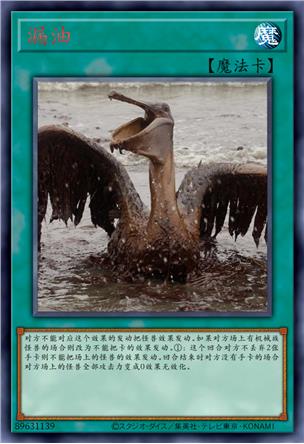 漏油
魔
【魔法卡】
对方不能对应这个效果的发动把怪兽效果发动。如果对方场上有机械族
怪兽的场合则改为不能把卡的效果发动。①：这个回合对方不丢弃2张
手卡则不能把场上的怪兽的效果发动。回合结束时对方没有手卡的场合
对方场上的怪兽全部攻击力变成0效果无效化。
89631139
©スタジオ・ダイス／集英社・テレビ東京・KONAMI